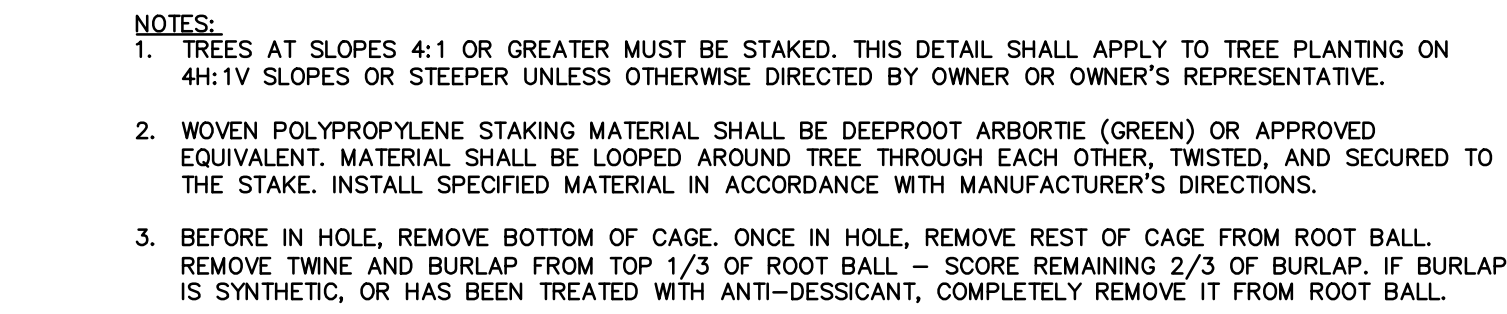 NOTES:
1. TREES AT SLOPES 4:1 OR GREATER MUST BE STAKED. THIS DETAIL SHALL APPLY TO TREE PLANTING ON
4H:1V SLOPES OR STEEPER UNLESS OTHERWISE DIRECTED BY OWNER OR OWNER'S REPRESENTATIVE.
2. WOVEN POLYPROPYLENE STAKING MATERIAL SHALL BE DEEPROOT ARBORTIE (GREEN) OR APPROVED
EQUIVALENT. MATERIAL SHALL BE LOOPED AROUND TREE THROUGH EACH OTHER, TWISTED, AND SECURED TO
THE STAKE. INSTALL SPECIFIED MATERIAL IN ACCORDANCE WITH MANUFACTURER'S DIRECTIONS.
3. BEFORE IN HOLE, REMOVE BOTTOM OF CAGE. ONCE IN HOLE, REMOVE REST OF CAGE FROM ROOT BALL.
REMOVE TWINE AND BURLAP FROM TOP 1/3 OF ROOT BALL – SCORE REMAINING 2/3 OF BURLAP. IF BURLAP
IS SYNTHETIC, OR HAS BEEN TREATED WITH ANTI–DESSICANT, COMPLETELY REMOVE IT FROM ROOT BALL.